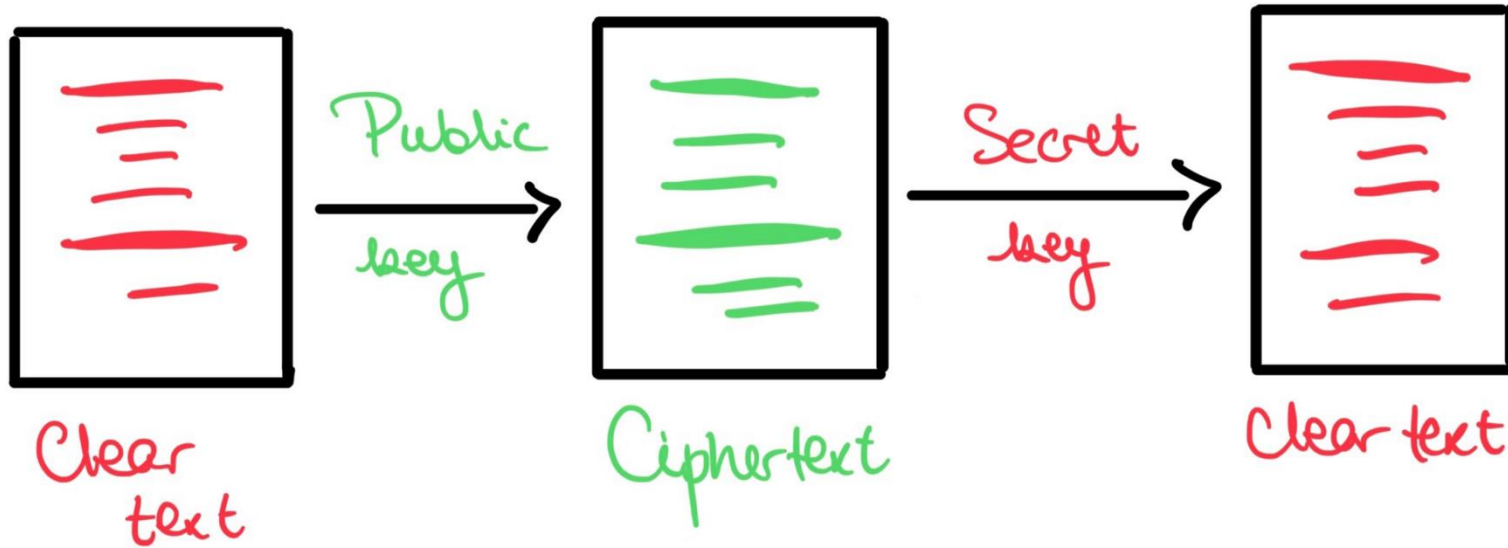 Public
key
Secret
key
Clear
text
Ciphertext
Clear text